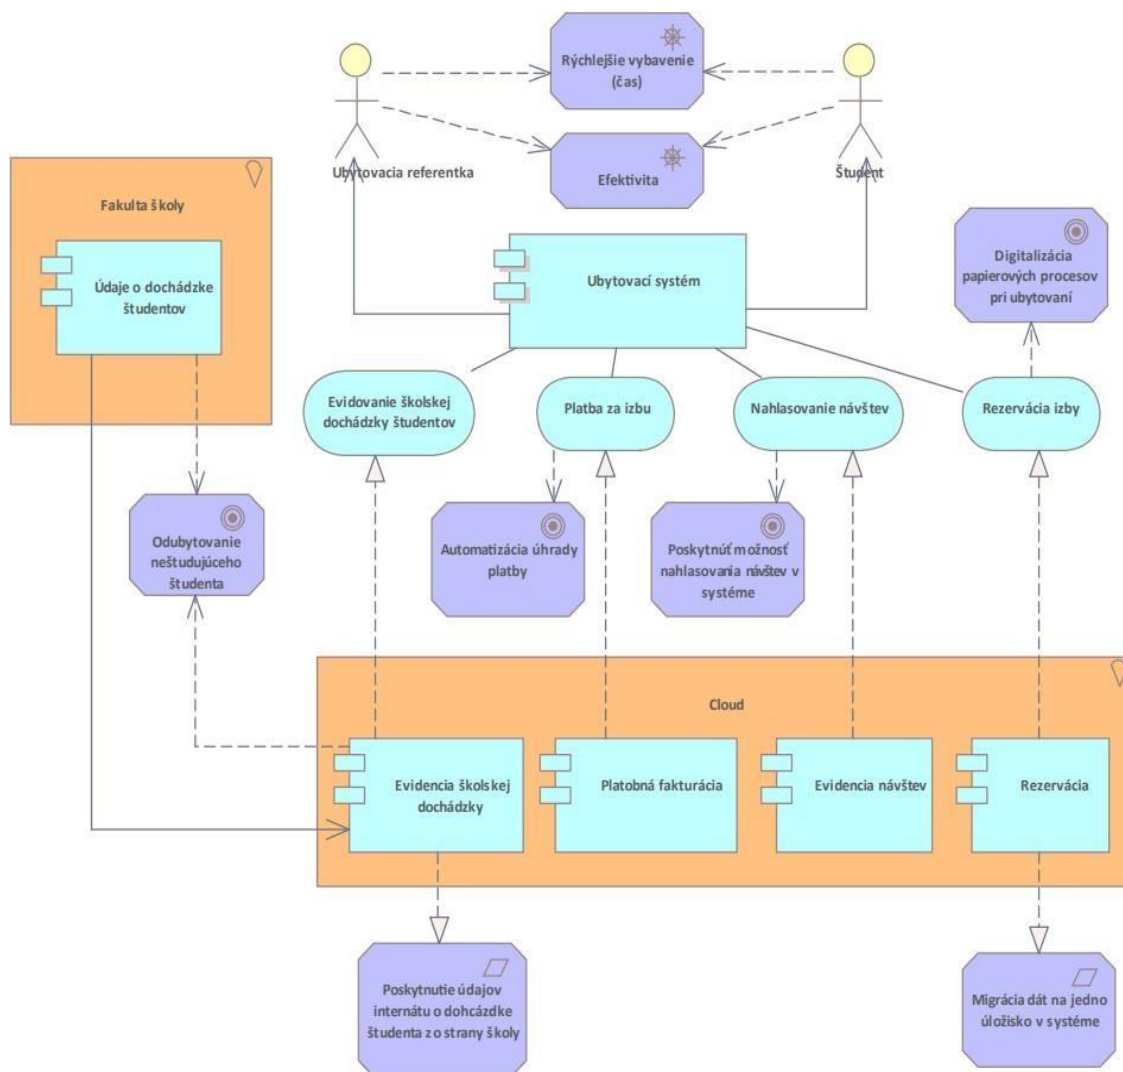 Rýchlejšie vybavenie
(čas)
Ubytovacia referentka
Efektivita
Študent
Fakulta školy
Údaje o dochádzke
študentov
Ubytovací systém
Digitalizácia
papierových procesov
pri ubytovaní
Evidovanie školskej
dochádzky študentov
Platba za izbu
Nahlasovanie návštev
Rezervácia izby
Odubytovanie
neštudujúceho
študenta
Automatizácia úhrady
platby
Poskytnúť možnosť
nahlasovania návštev v
systéme
Cloud
Evidencia školskej
dochádzky
Platobná fakturácia
Evidencia návštev
Rezervácia
Poskytnutie údajov
internátu o dohcázdke
študenta zo strany školy
Migrácia dát na jedno
úložisko v systéme